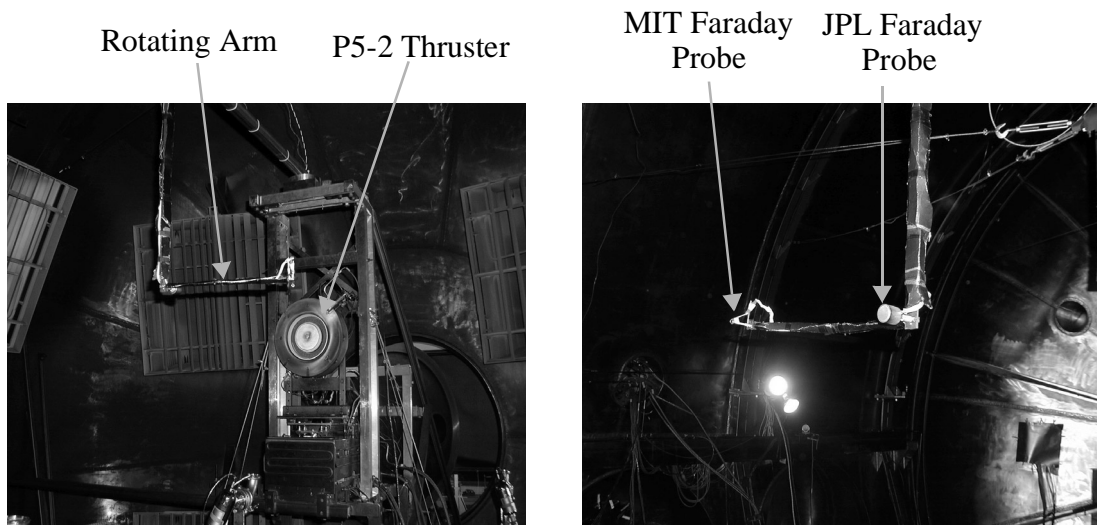 Rotating Arm
P5-2 Thruster
MIT Faraday
Probe
JPL Faraday
Probe